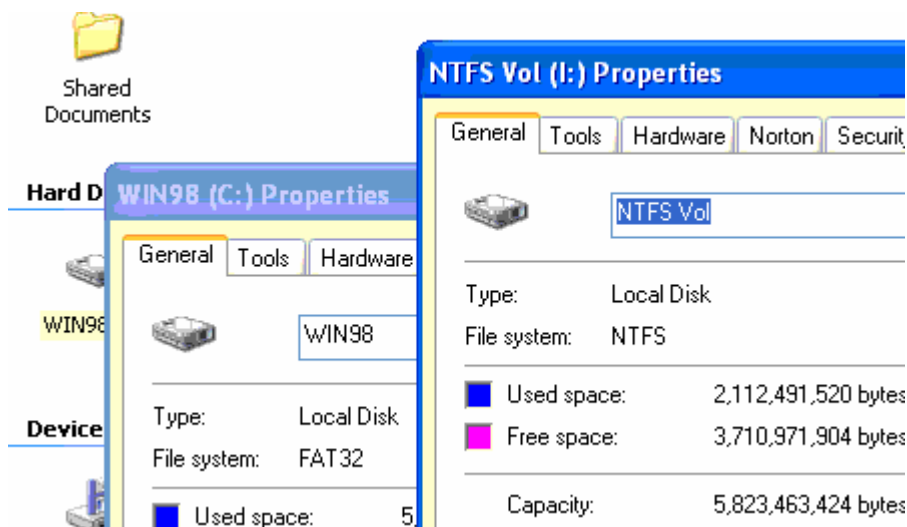 Shared
Documents
Hard D
WIN98
Device
WIN98 (C:) Properties
General Tools Hardware
WIN98
Type: Local Disk
File system: FAT32
Used space: 5,
NTFS Vol (I:) Properties
General Tools Hardware Norton Securit
NTFS Vol
Type: Local Disk
File system: NTFS
Used space: 2,112,491,520 bytes
Free space: 3,710,971,904 bytes
Capacity: 5,823,463,424 bytes